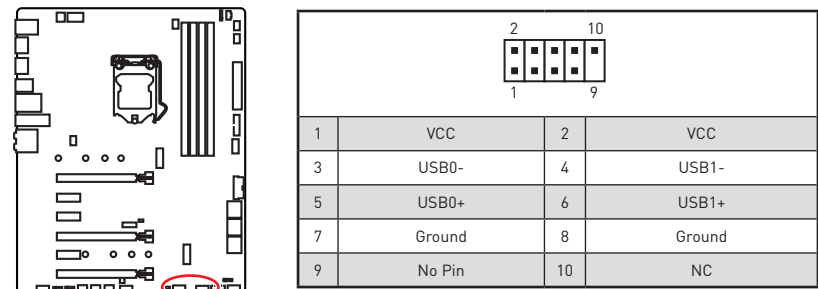 2 10
1 9
1 VCC 2 VCC
3 USB0- 4 USB1-
5 USB0+ 6 USB1+
7 Ground 8 Ground
9 No Pin 10 NC